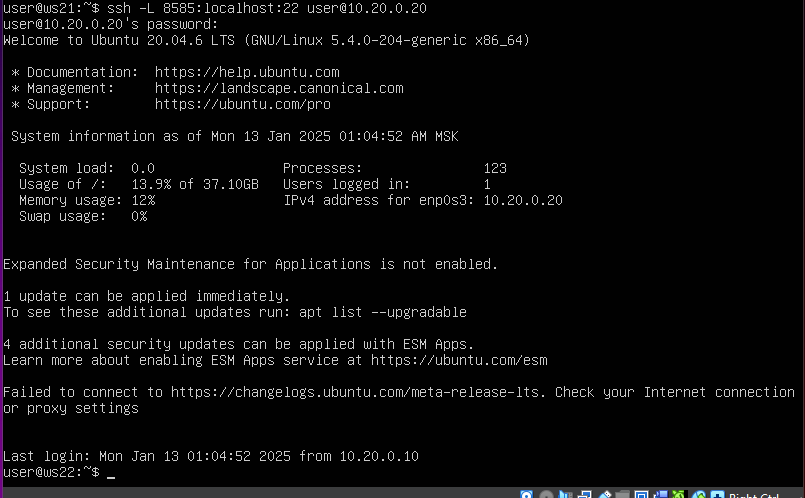 user@ws21:~$ ssh -L 8585:localhost:22 user@10.20.0.20
user@10.20.0.20's password:
Welcome to Ubuntu 20.04.6 LTS (GNU/Linux 5.4.0-204-generic x86_64)
* Documentation: https://help.ubuntu.com
* Management: https://landscape.canonical.com
* Support: https://ubuntu.com/pro
System information as of Mon 13 Jan 2025 01:04:52 AM MSK
System load: 0.0 Processes: 123
Usage of /: 13.9% of 37.10GB Users logged in: 1
Memory usage: 12% IPv4 address for enp0s3: 10.20.0.20
Swap usage: 0%
Expanded Security Maintenance for Applications is not enabled.
1 update can be applied immediately.
To see these additional updates run: apt list --upgradable
4 additional security updates can be applied with ESM Apps.
Learn more about enabling ESM Apps service at https://ubuntu.com/esm
Failed to connect to https://changelogs.ubuntu.com/meta-release-lts. Check your Internet connection
or proxy settings
Last login: Mon Jan 13 01:04:52 2025 from 10.20.0.10
user@ws22:~$ _
Right Ctrl